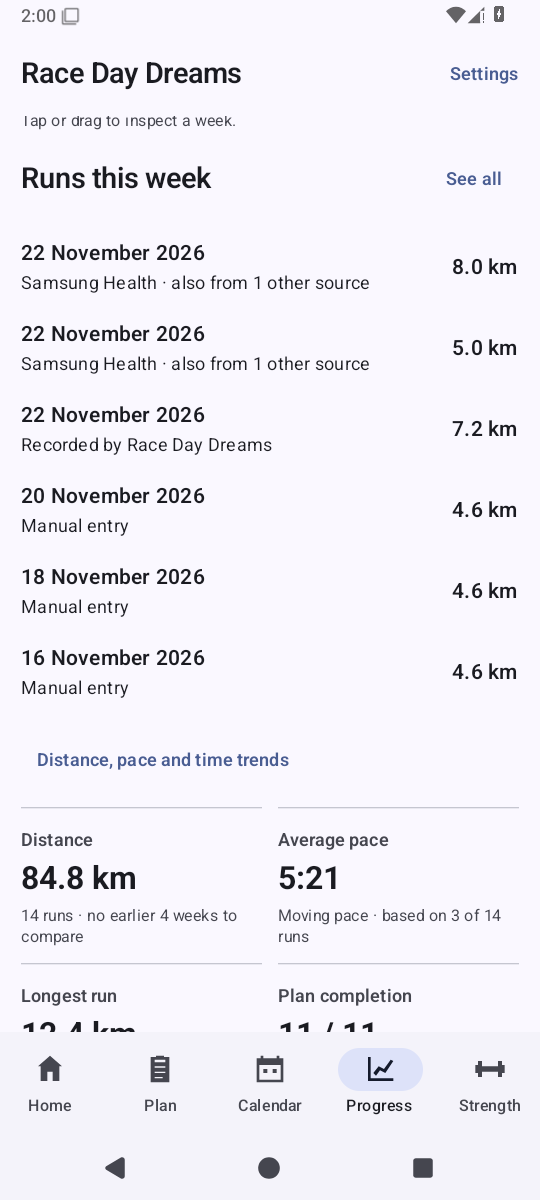 2:00
Race Day Dreams
Settings
Tap or drag to inspect a week.
Runs this week
See all
22 November 2026
Samsung Health · also from 1 other source
8.0 km
22 November 2026
Samsung Health · also from 1 other source
5.0 km
22 November 2026
Recorded by Race Day Dreams
7.2 km
20 November 2026
Manual entry
4.6 km
18 November 2026
Manual entry
4.6 km
16 November 2026
Manual entry
4.6 km
Distance, pace and time trends
Distance
84.8 km
14 runs · no earlier 4 weeks to
compare
Average pace
5:21
Moving pace · based on 3 of 14
runs
Longest run
12.4 km
Plan completion
11 / 11
Home
Plan
Calendar
Progress
Strength